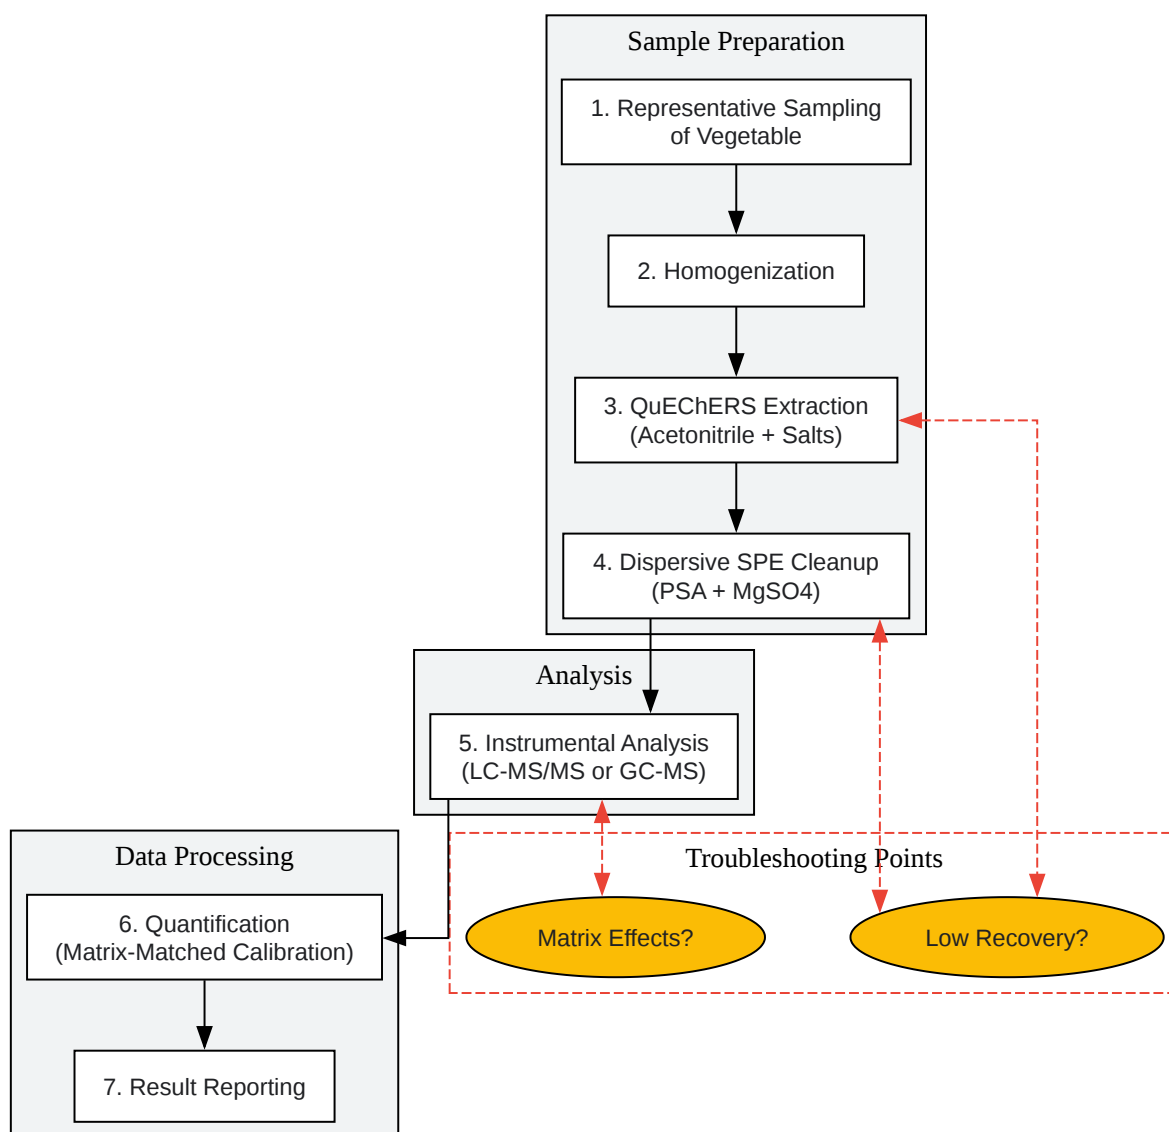 Sample Preparation
1. Representative Sampling
of Vegetable
2. Homogenization
3. QuEChERS Extraction
(Acetonitrile + Salts)
4. Dispersive SPE Cleanup
(PSA + MgSO4)
Analysis
5. Instrumental Analysis
(LC-MS/MS or GC-MS)
Data Processing
6. Quantification
(Matrix-Matched Calibration)
7. Result Reporting
Troubleshooting Points
Matrix Effects?
Low Recovery?